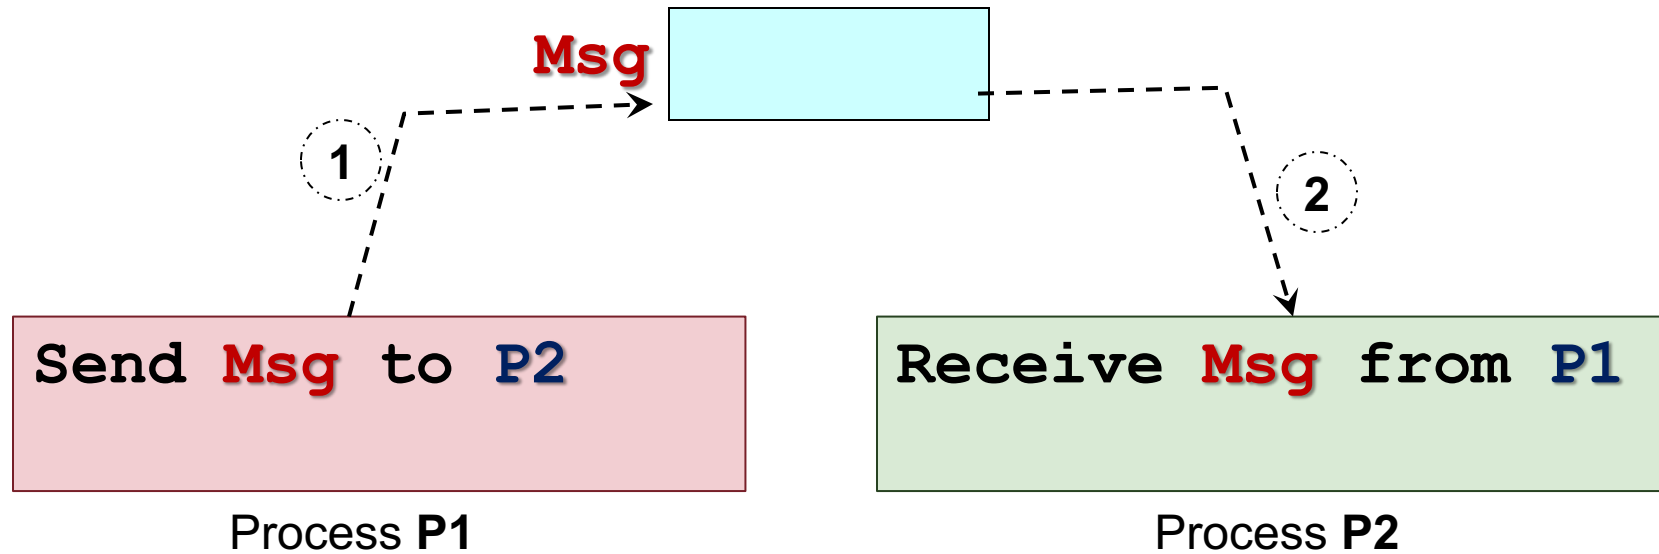 Msg
1
2
Send Msg to P2
Receive Msg from P1
Process P1
Process P2